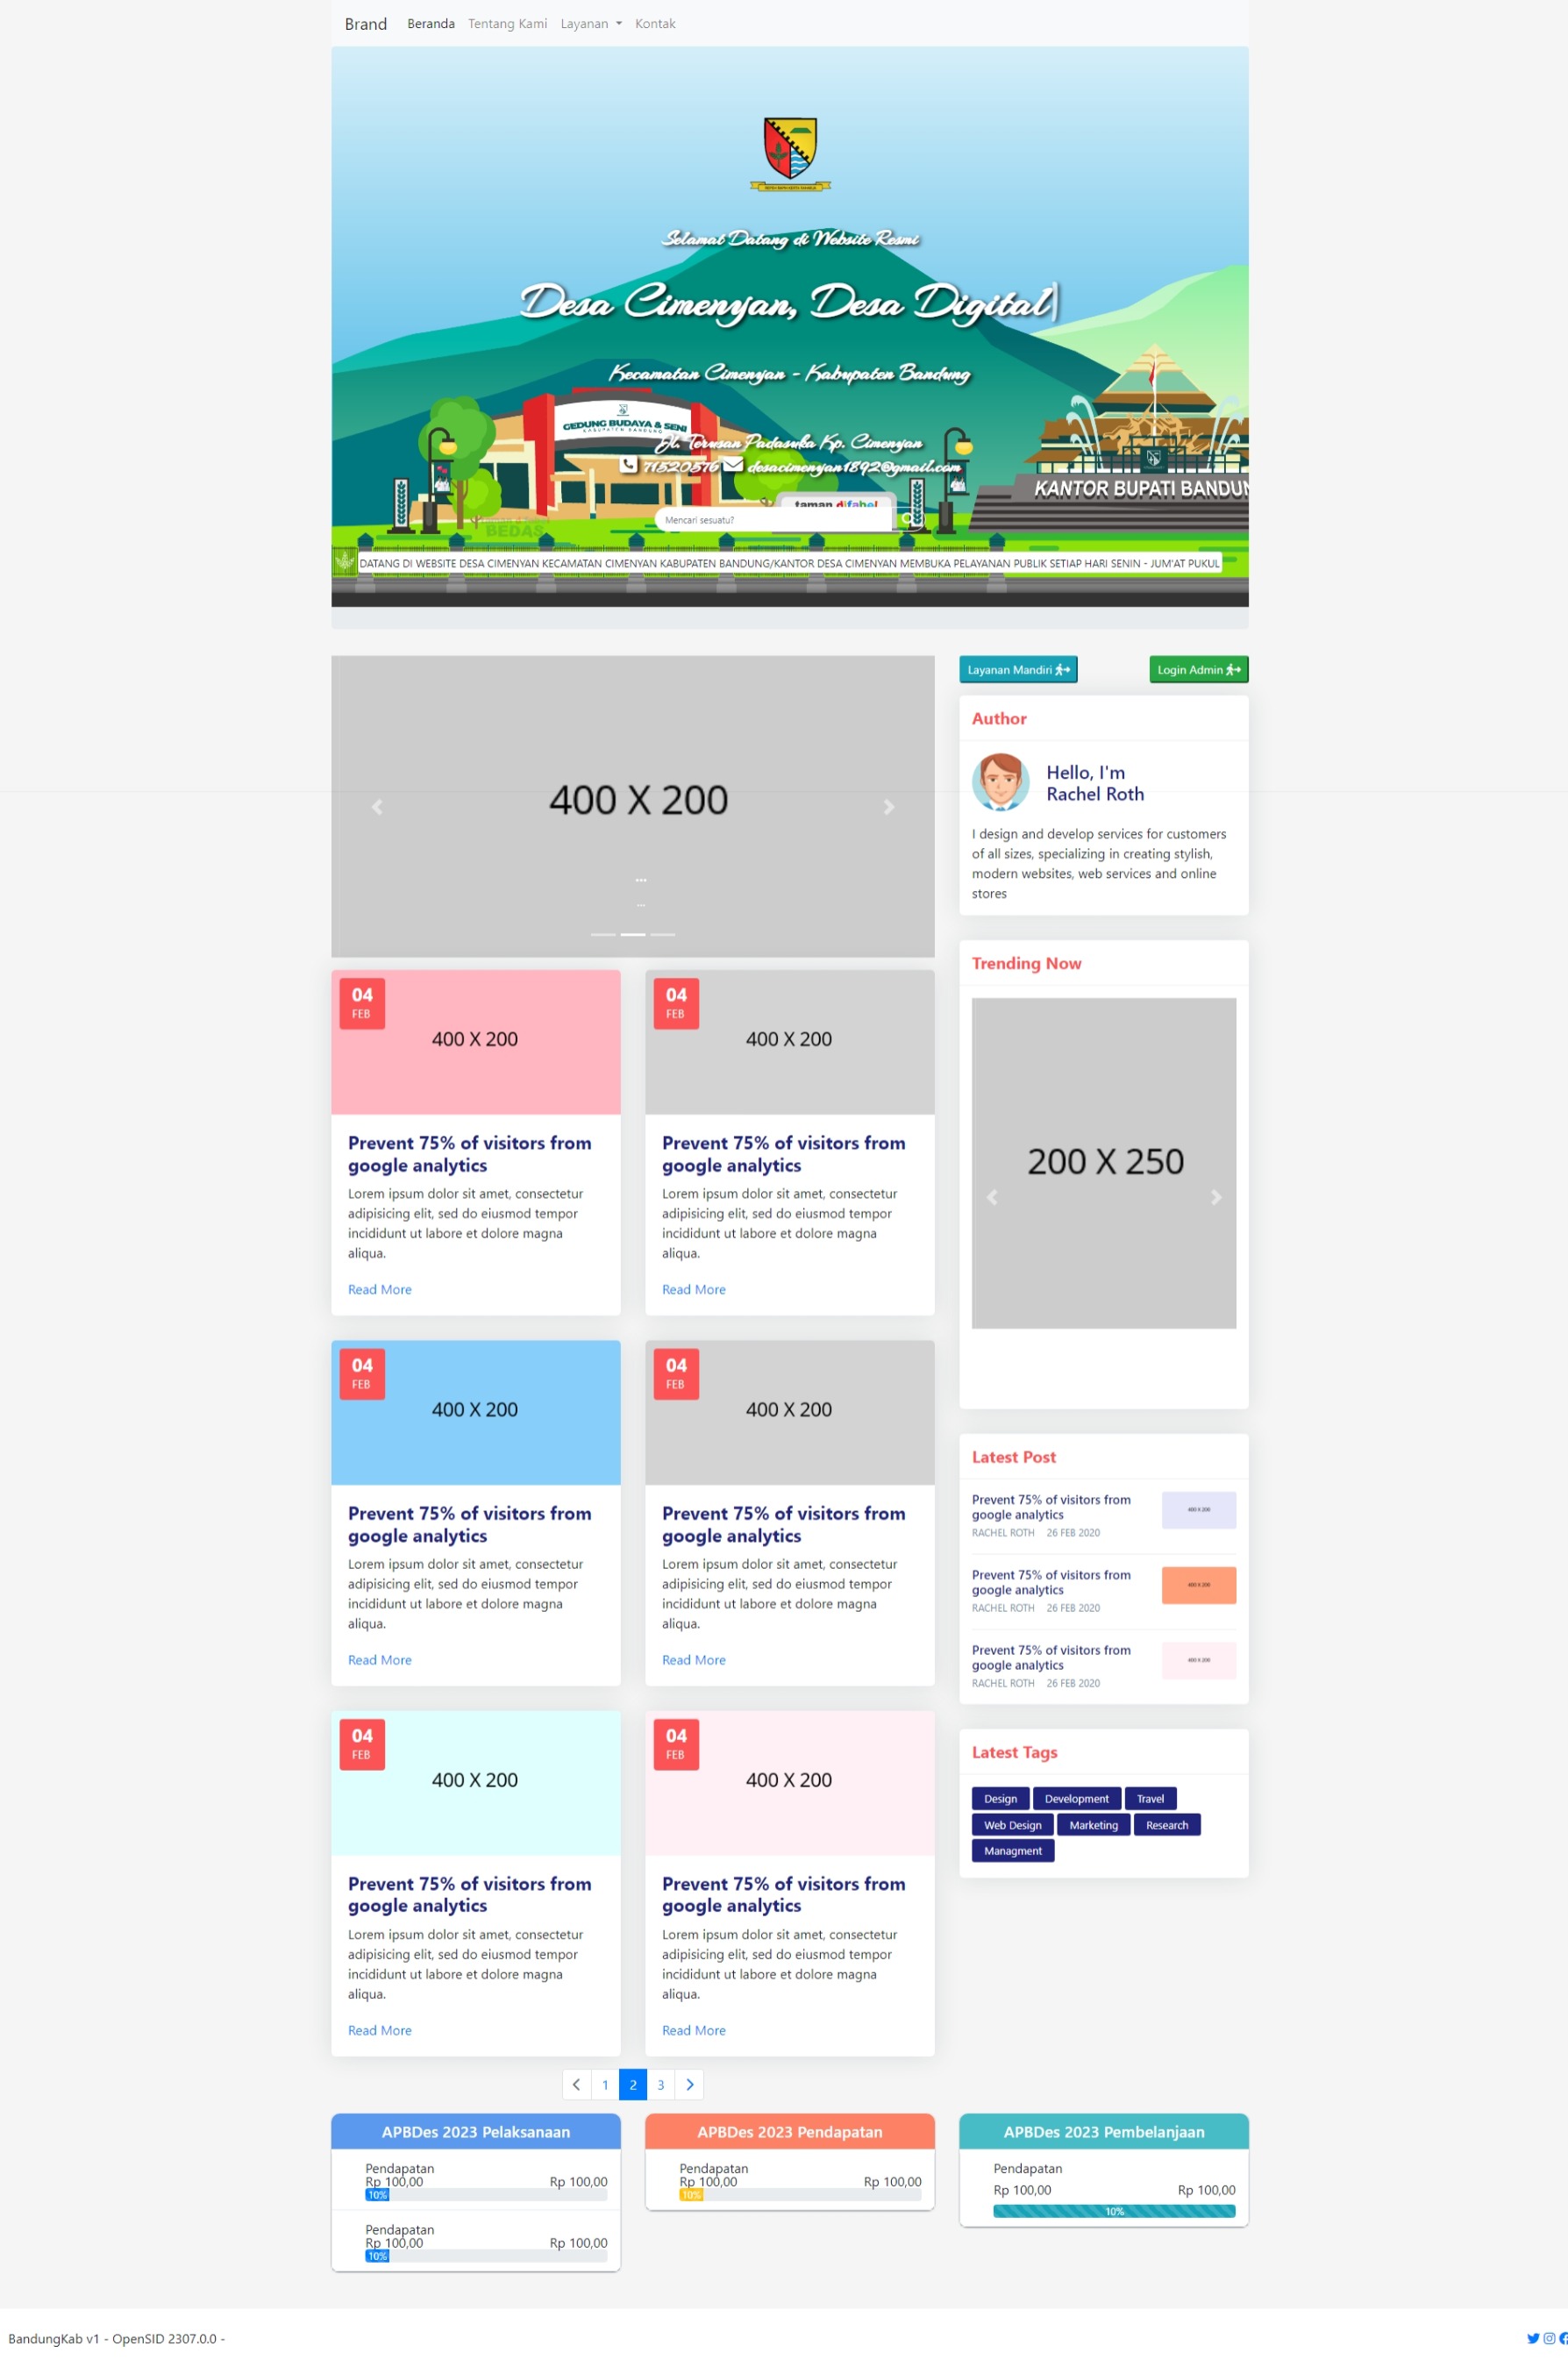 Brand Beranda Tentang Kami Layanan Kontak
Selamat Datang di Website Resmi
Desa Cimenyan, Desa Digital
Kecamatan Cimenyan - Kabupaten Bandung
GEDUNG BUDAYA & SENI
KABUPATEN BANDUNG
Jl. Terusan Padasuka Kp. Cimenyan
71520576 desacimenyan1892@gmail.com
KANTOR BUPATI BANDUN
taman difabel
Mencari sesuatu?
BEDAS
DATANG DI WEBSITE DESA CIMENYAN KECAMATAN CIMENYAN KABUPATEN BANDUNG/KANTOR DESA CIMENYAN MEMBUKA PELAYANAN PUBLIK SETIAP HARI SENIN - JUM'AT PUKUL
400 X 200
...
...
04
FEB
400 X 200
Prevent 75% of visitors from
google analytics
Lorem ipsum dolor sit amet, consectetur
adipisicing elit, sed do eiusmod tempor
incididunt ut labore et dolore magna
aliqua.
Read More
04
FEB
400 X 200
Prevent 75% of visitors from
google analytics
Lorem ipsum dolor sit amet, consectetur
adipisicing elit, sed do eiusmod tempor
incididunt ut labore et dolore magna
aliqua.
Read More
04
FEB
400 X 200
Prevent 75% of visitors from
google analytics
Lorem ipsum dolor sit amet, consectetur
adipisicing elit, sed do eiusmod tempor
incididunt ut labore et dolore magna
aliqua.
Read More
04
FEB
400 X 200
Prevent 75% of visitors from
google analytics
Lorem ipsum dolor sit amet, consectetur
adipisicing elit, sed do eiusmod tempor
incididunt ut labore et dolore magna
aliqua.
Read More
04
FEB
400 X 200
Prevent 75% of visitors from
google analytics
Lorem ipsum dolor sit amet, consectetur
adipisicing elit, sed do eiusmod tempor
incididunt ut labore et dolore magna
aliqua.
Read More
04
FEB
400 X 200
Prevent 75% of visitors from
google analytics
Lorem ipsum dolor sit amet, consectetur
adipisicing elit, sed do eiusmod tempor
incididunt ut labore et dolore magna
aliqua.
Read More
1 2 3
Layanan Mandiri
Login Admin
Author
Hello, I'm
Rachel Roth
I design and develop services for customers
of all sizes, specializing in creating stylish,
modern websites, web services and online
stores
Trending Now
200 X 250
Latest Post
Prevent 75% of visitors from
google analytics
RACHEL ROTH 26 FEB 2020
400 X 200
Prevent 75% of visitors from
google analytics
RACHEL ROTH 26 FEB 2020
400 X 200
Prevent 75% of visitors from
google analytics
RACHEL ROTH 26 FEB 2020
400 X 200
Latest Tags
Design Development Travel
Web Design Marketing Research
Managment
APBDes 2023 Pelaksanaan
Pendapatan
Rp 100,00 Rp 100,00
10%
Pendapatan
Rp 100,00 Rp 100,00
10%
APBDes 2023 Pendapatan
Pendapatan
Rp 100,00 Rp 100,00
10%
APBDes 2023 Pembelanjaan
Pendapatan
Rp 100,00 Rp 100,00
10%
BandungKab v1 - OpenSID 2307.0.0 -